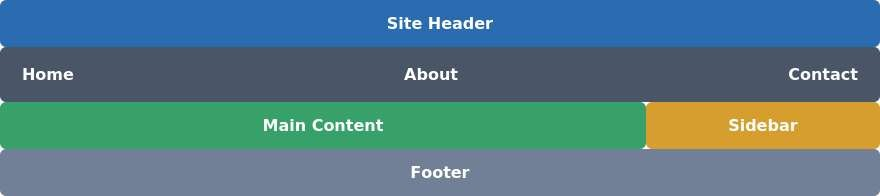 Site Header
Home About Contact
Main Content Sidebar
Footer